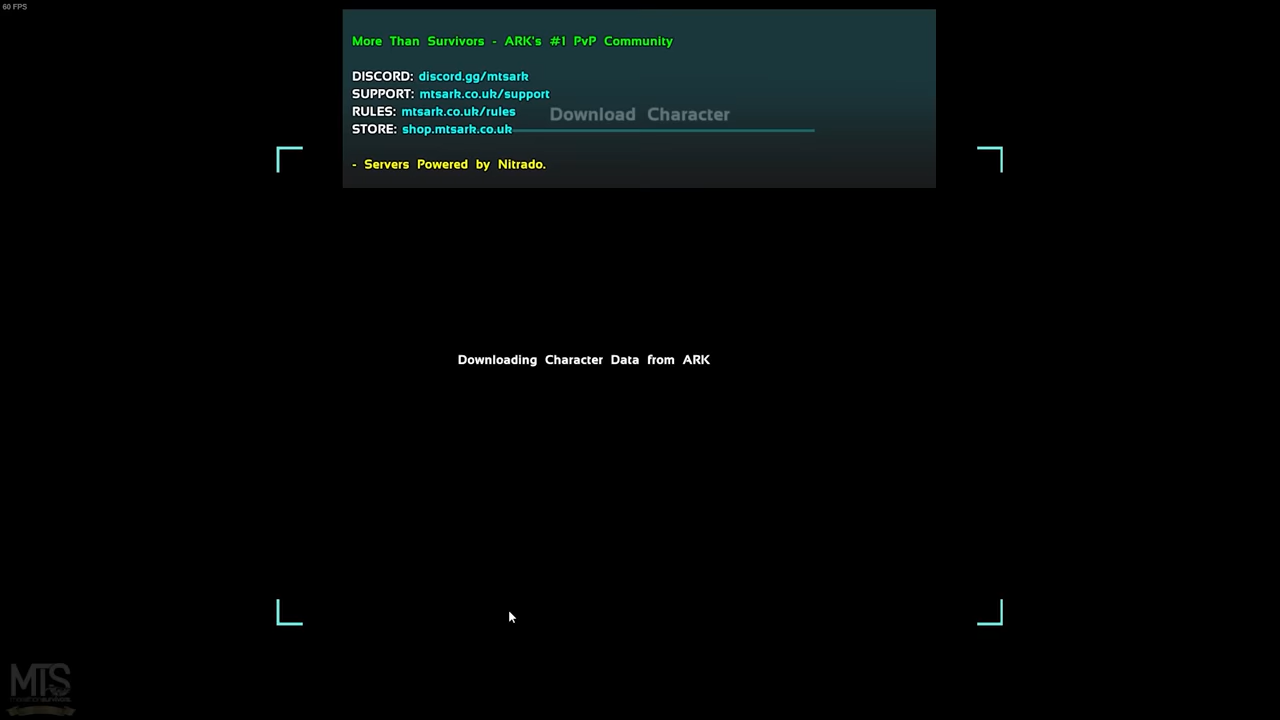 60 FPS
More Than Survivors - ARK's #1 PvP Community
DISCORD: discord.gg/mtsark
SUPPORT: mtsark.co.uk/support
RULES: mtsark.co.uk/rules
Download Character
STORE: shop.mtsark.co.uk
- Servers Powered by Nitrado.
Downloading Character Data from ARK
MTS